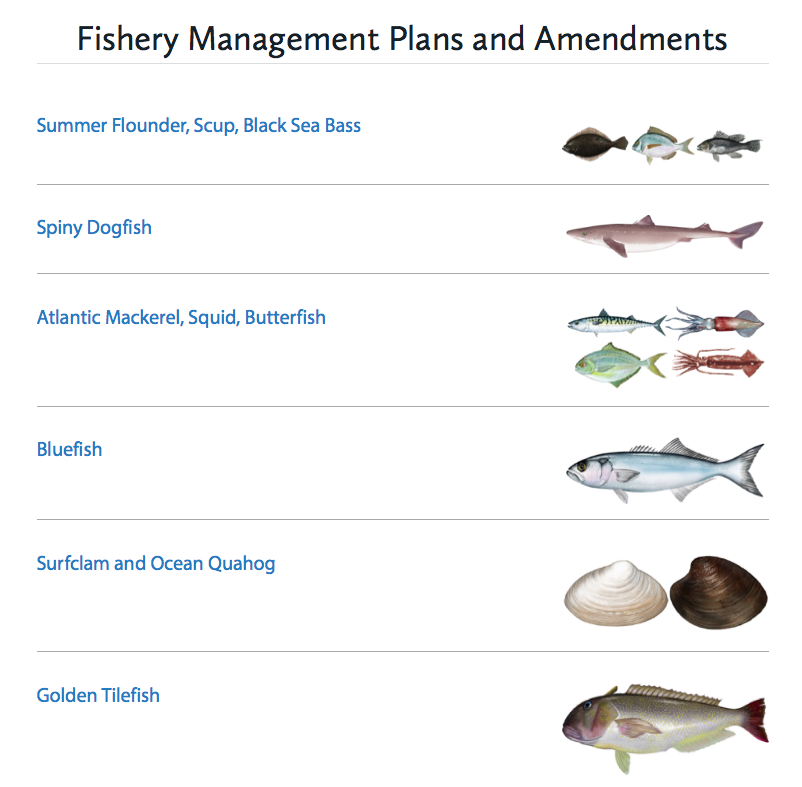 Fishery Management Plans and Amendments
Summer Flounder, Scup, Black Sea Bass
Spiny Dogfish
Atlantic Mackerel, Squid, Butterfish
Bluefish
Surfclam and Ocean Quahog
Golden Tilefish